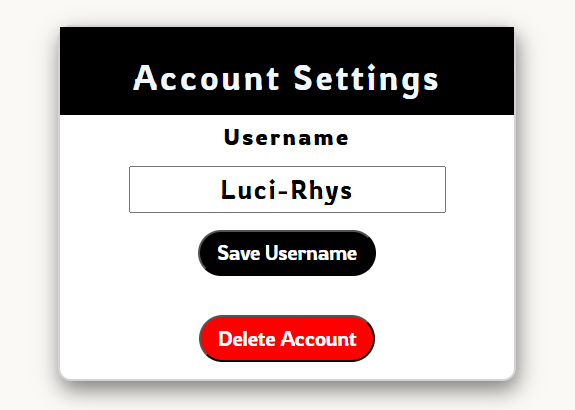 Account Settings
Username
Luci-Rhys
Save Username
Delete Account